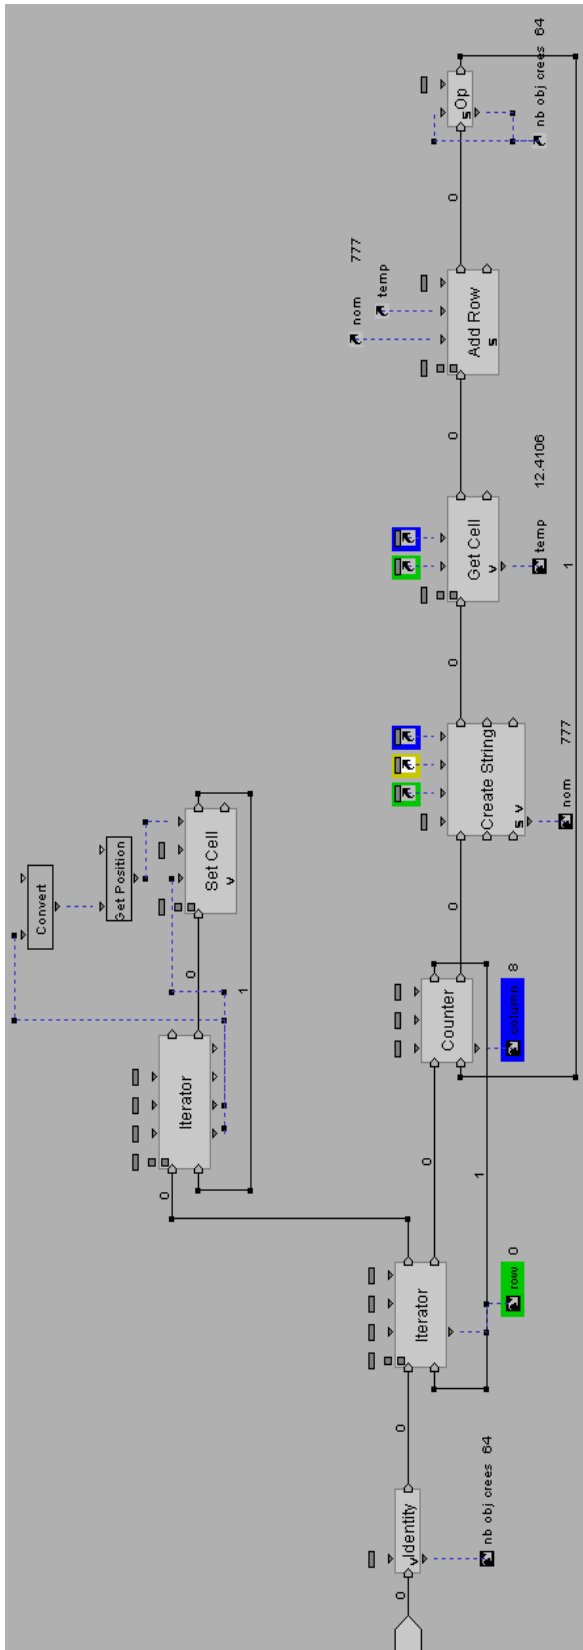 0
Identity
V
nb obj crees 64
0
Iterator
row 0
0
Iterator
0
Set Cell
V
1
Convert
Get Position
0
Counter
column 8
1
0
Create String
S V
nom 777
0
Get Cell
V
temp 12.4106
0
Add Row
S
nom 777
temp
0
Op
S
nb obj crees 64
1